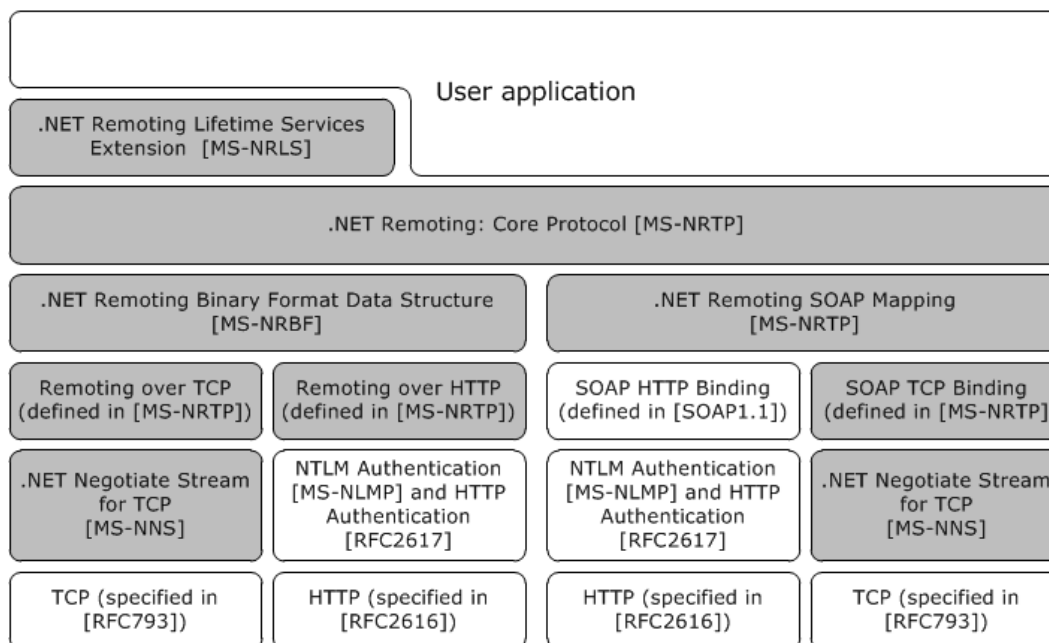 User application
.NET Remoting Lifetime Services
Extension [MS-NRLS]
.NET Remoting: Core Protocol [MS-NRTP]
.NET Remoting Binary Format Data Structure
[MS-NRBF]
.NET Remoting SOAP Mapping
[MS-NRTP]
Remoting over TCP
(defined in [MS-NRTP])
Remoting over HTTP
(defined in [MS-NRTP])
SOAP HTTP Binding
(defined in [SOAP1.1])
SOAP TCP Binding
(defined in [MS-NRTP]
.NET Negotiate Stream
for TCP
[MS-NNS]
NTLM Authentication
[MS-NLMP] and HTTP
Authentication
[RFC2617]
NTLM Authentication
[MS-NLMP] and HTTP
Authentication
[RFC2617]
.NET Negotiate Stream
for TCP
[MS-NNS]
TCP (specified in
[RFC793])
HTTP (specified in
[RFC2616])
HTTP (specified in
[RFC2616])
TCP (specified in
[RFC793])